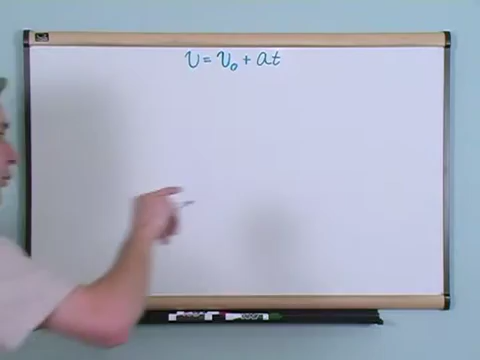 v = v₀ + at